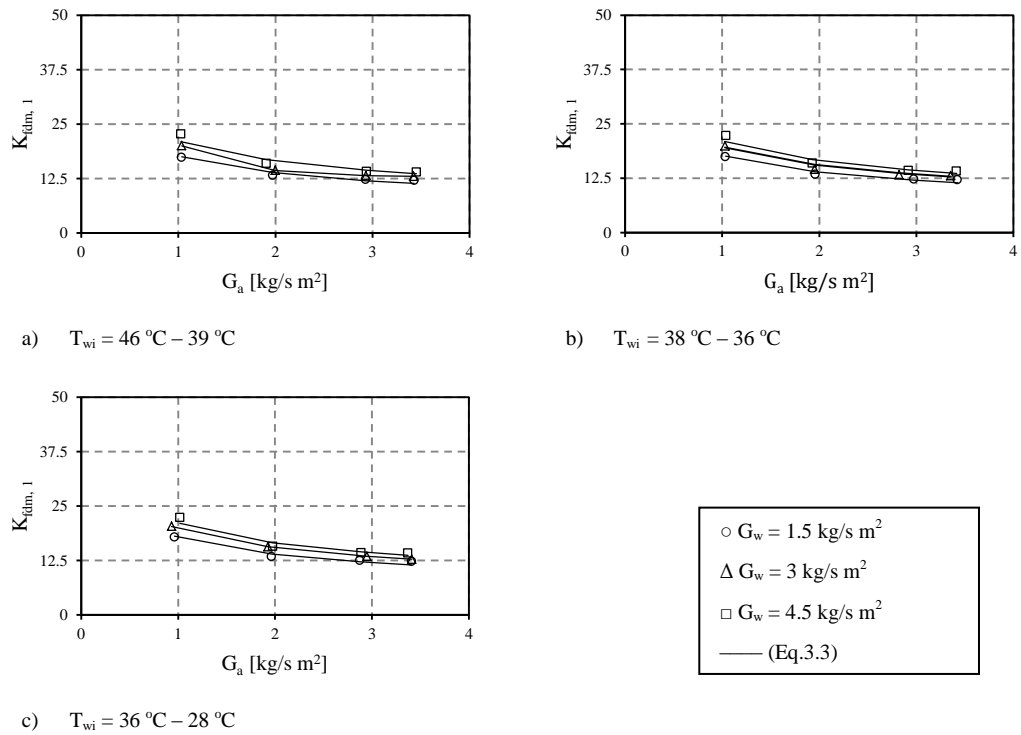 50
37.5
25
12.5
0
0 1 2 3 4
K_fdm, 1
G_a [kg/s m²]
a) T_wi = 46 °C – 39 °C
50
37.5
25
12.5
0
0 1 2 3 4
K_fdm, 1
G_a [kg/s m²]
b) T_wi = 38 °C – 36 °C
50
37.5
25
12.5
0
0 1 2 3 4
K_fdm, 1
G_a [kg/s m²]
c) T_wi = 36 °C – 28 °C
○ G_w = 1.5 kg/s m²
Δ G_w = 3 kg/s m²
□ G_w = 4.5 kg/s m²
—— (Eq.3.3)